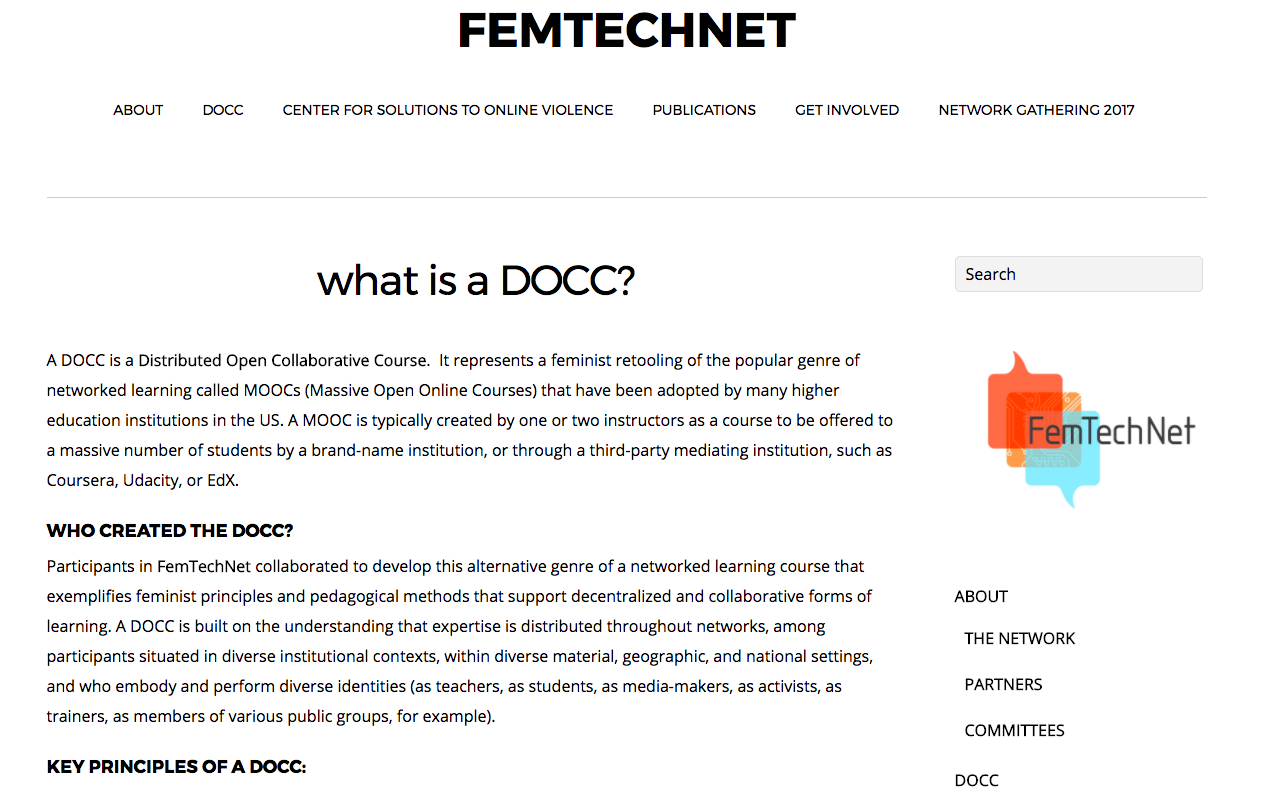 FEMTECHNET
ABOUT DOCC CENTER FOR SOLUTIONS TO ONLINE VIOLENCE PUBLICATIONS GET INVOLVED NETWORK GATHERING 2017
what is a DOCC?
A DOCC is a Distributed Open Collaborative Course.  It represents a feminist retooling of the popular genre of
networked learning called MOOCs (Massive Open Online Courses) that have been adopted by many higher
education institutions in the US. A MOOC is typically created by one or two instructors as a course to be offered to
a massive number of students by a brand-name institution, or through a third-party mediating institution, such as
Coursera, Udacity, or EdX.
WHO CREATED THE DOCC?
Participants in FemTechNet collaborated to develop this alternative genre of a networked learning course that
exemplifies feminist principles and pedagogical methods that support decentralized and collaborative forms of
learning. A DOCC is built on the understanding that expertise is distributed throughout networks, among
participants situated in diverse institutional contexts, within diverse material, geographic, and national settings,
and who embody and perform diverse identities (as teachers, as students, as media-makers, as activists, as
trainers, as members of various public groups, for example).
KEY PRINCIPLES OF A DOCC:
Search
FemTechNet
ABOUT
THE NETWORK
PARTNERS
COMMITTEES
DOCC